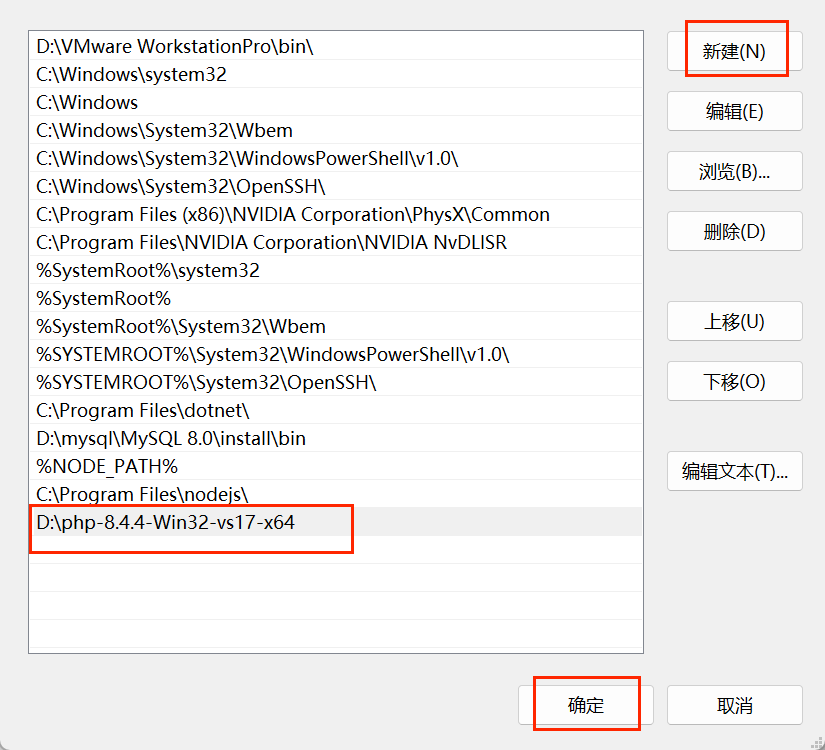 D:\VMware WorkstationPro\bin\
C:\Windows\system32
C:\Windows
C:\Windows\System32\Wbem
C:\Windows\System32\WindowsPowerShell\v1.0\
C:\Windows\System32\OpenSSH\
C:\Program Files (x86)\NVIDIA Corporation\PhysX\Common
C:\Program Files\NVIDIA Corporation\NVIDIA NvDLISR
%SystemRoot%\system32
%SystemRoot%
%SystemRoot%\System32\Wbem
%SYSTEMROOT%\System32\WindowsPowerShell\v1.0\
%SYSTEMROOT%\System32\OpenSSH\
C:\Program Files\dotnet\
D:\mysql\MySQL 8.0\install\bin
%NODE_PATH%
C:\Program Files\nodejs\
D:\php-8.4.4-Win32-vs17-x64
新建(N)
编辑(E)
浏览(B)...
删除(D)
上移(U)
下移(O)
编辑文本(T)...
确定
取消